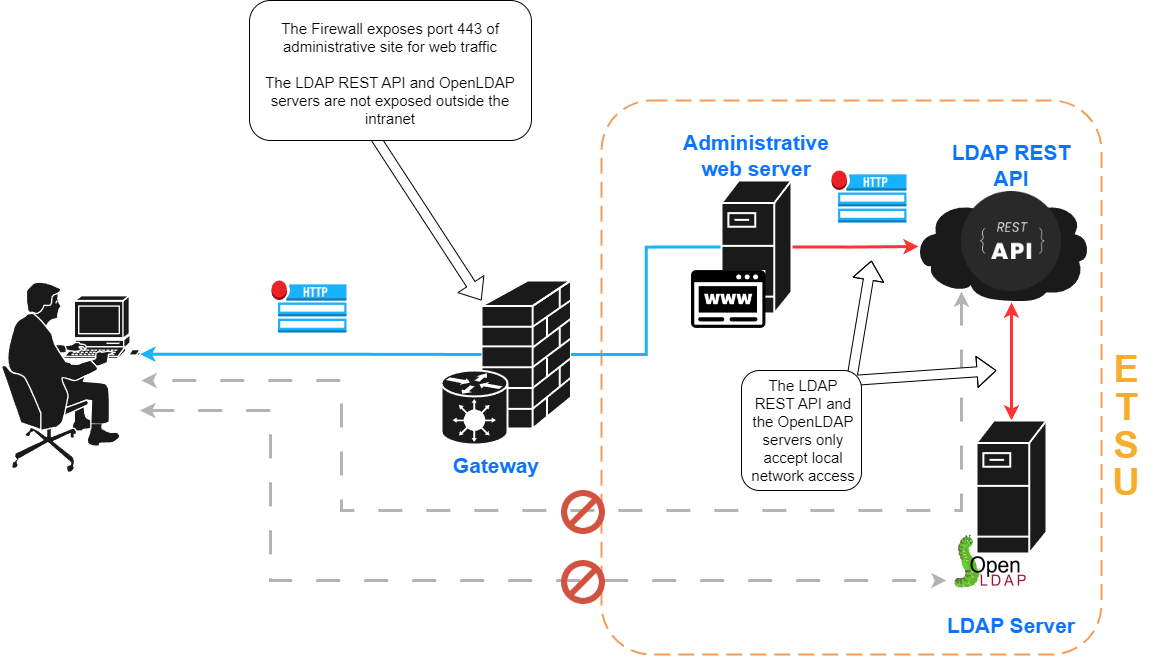 The Firewall exposes port 443 of
administrative site for web traffic
The LDAP REST API and OpenLDAP
servers are not exposed outside the
intranet
Administrative
web server
HTTP
LDAP REST
API
REST
{ API }
WWW
HTTP
Gateway
The LDAP
REST API and
the OpenLDAP
servers only
accept local
network access
E
T
S
U
Open
LDAP
LDAP Server